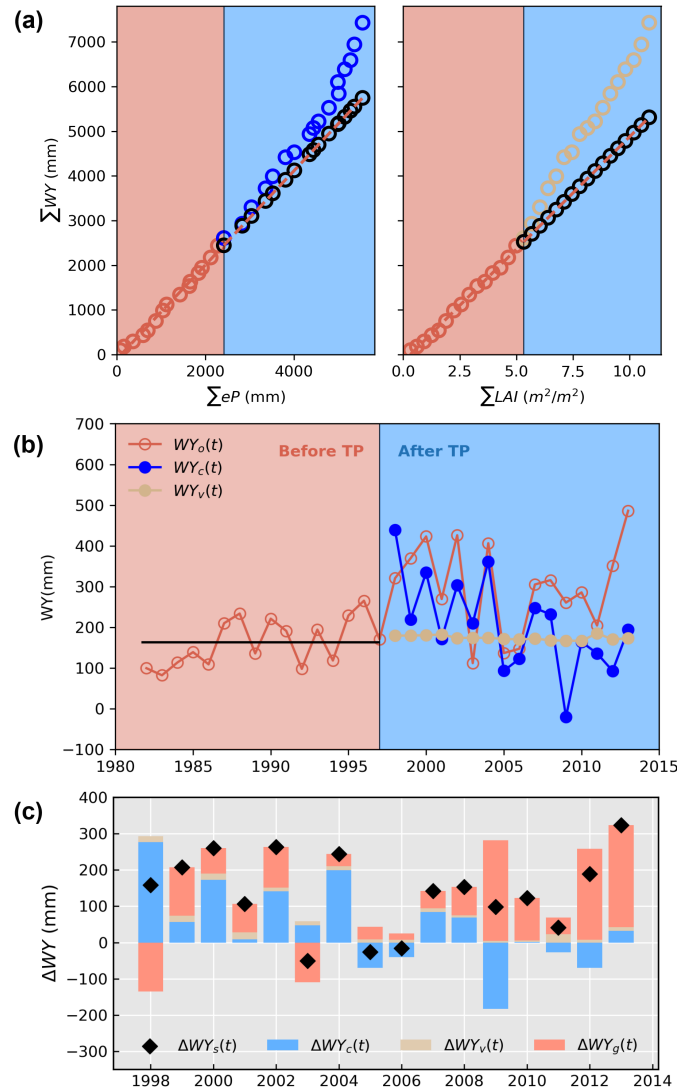 (a)
7000
6000
5000
4000
3000
2000
1000
0
∑WY (mm)
0 2000 4000
∑eP (mm)
0.0 2.5 5.0 7.5 10.0
∑LAI (m²/m²)
(b)
700
600
500
400
300
200
100
0
−100
WY(mm)
WYₒ(t)
WY_c(t)
WYᵥ(t)
Before TP After TP
1980 1985 1990 1995 2000 2005 2010 2015
(c)
400
300
200
100
0
−100
−200
−300
ΔWY (mm)
ΔWYₛ(t) ΔWY_c(t) ΔWYᵥ(t) ΔWY_g(t)
1998 2000 2002 2004 2006 2008 2010 2012 2014